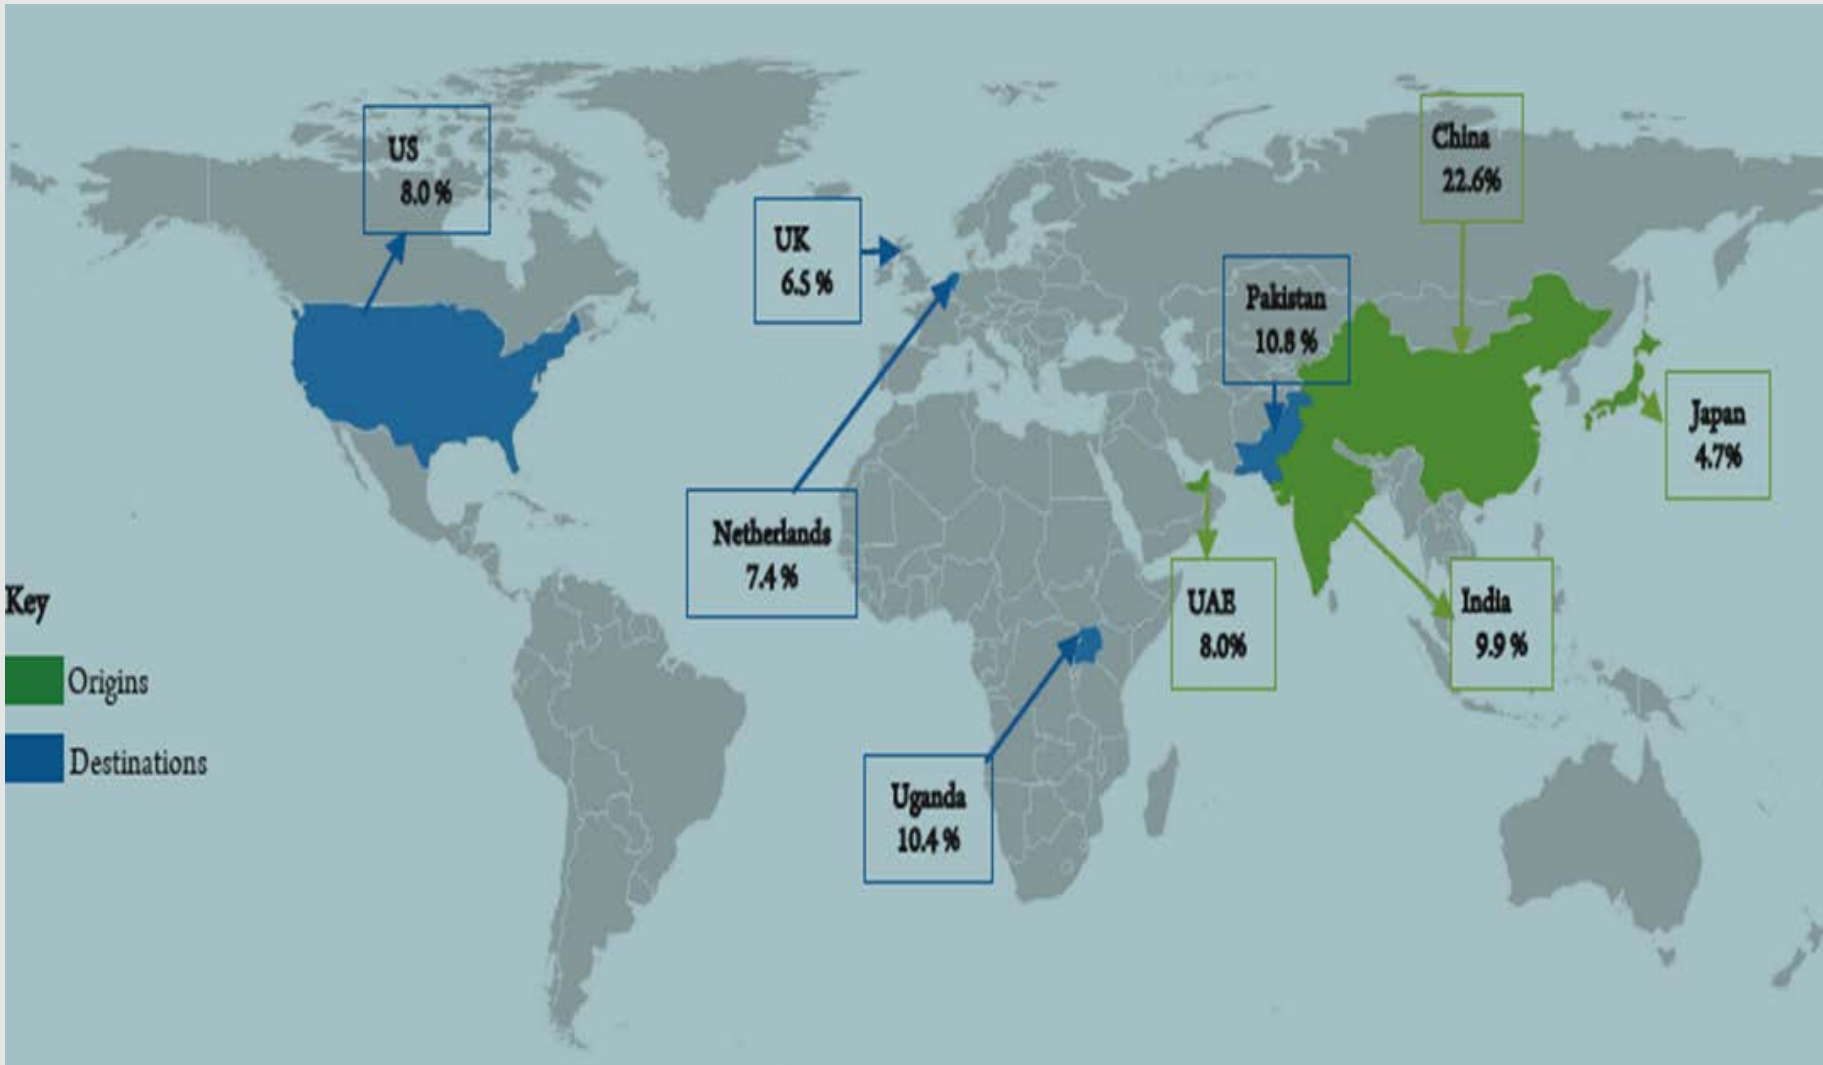 US
8.0 %
UK
6.5 %
China
22.6%
Pakistan
10.8 %
Japan
4.7%
Netherlands
7.4 %
UAE
8.0%
India
9.9 %
Key
Origins
Destinations
Uganda
10.4 %